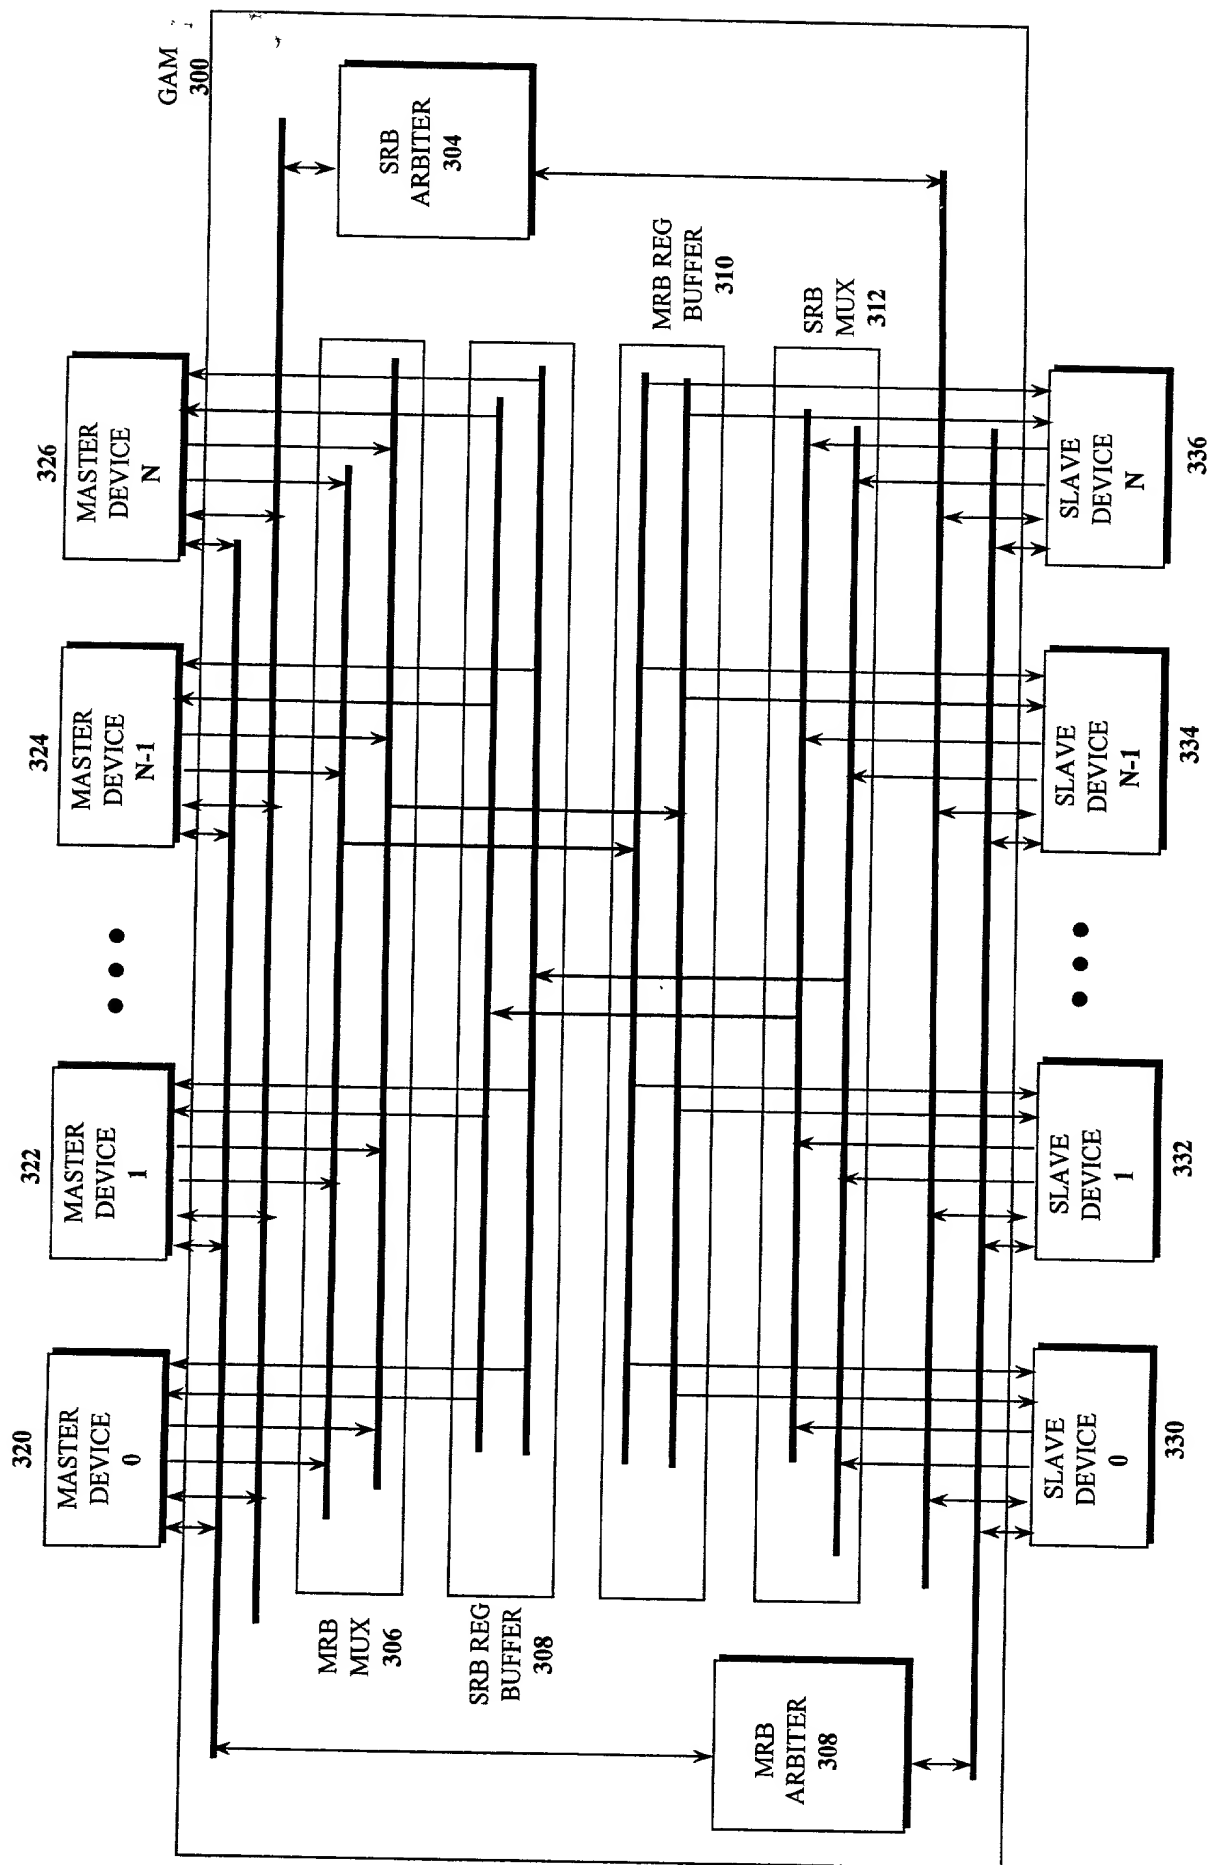 GAM
300
326
MASTER
DEVICE
N
324
MASTER
DEVICE
N-1
322
MASTER
DEVICE
1
320
MASTER
DEVICE
0
SRB
ARBITER
304
MRB REG
BUFFER
310
SRB
MUX
312
MRB
MUX
306
SRB REG
BUFFER
308
MRB
ARBITER
308
SLAVE
DEVICE
N
336
SLAVE
DEVICE
N-1
334
SLAVE
DEVICE
1
332
SLAVE
DEVICE
0
330